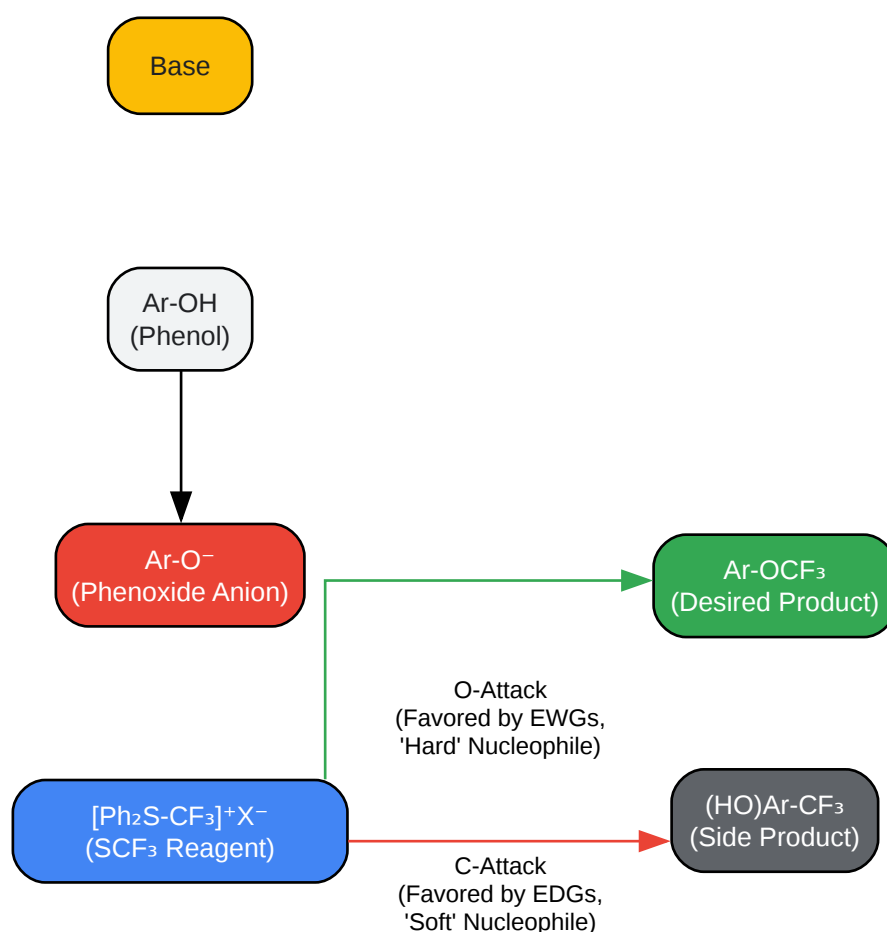 Base
Ar-OH
(Phenol)
Ar-O⁻
(Phenoxide Anion)
Ar-OCF₃
(Desired Product)
O-Attack
(Favored by EWGs,
'Hard' Nucleophile)
[Ph₂S-CF₃]⁺X⁻
(SCF₃ Reagent)
(HO)Ar-CF₃
(Side Product)
C-Attack
(Favored by EDGs,
'Soft' Nucleophile)